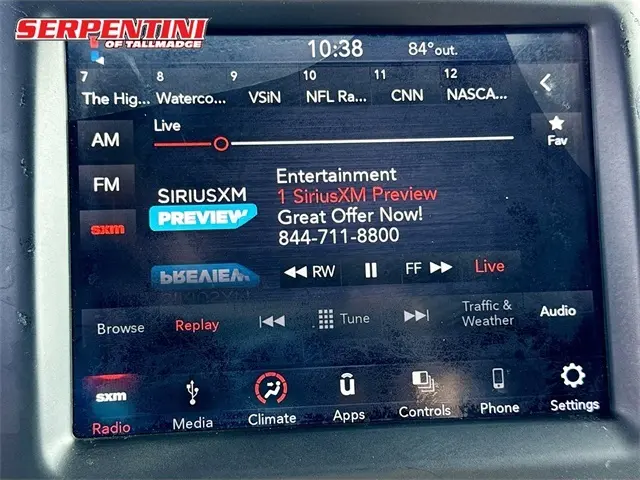 SERPENTINI
OF TALLMADGE
10:38 84°out.
7 8 9 10 11 12
The Hig... Waterco... VSiN NFL Ra... CNN NASCA...
Live
AM
Fav
FM
sxm
SIRIUSXM
PREVIEW
Entertainment
1 SiriusXM Preview
Great Offer Now!
844-711-8800
PREVIEW
RW FF Live
Browse Replay Tune Traffic &
Weather
Audio
sxm
Radio Media Climate Apps Controls Phone Settings